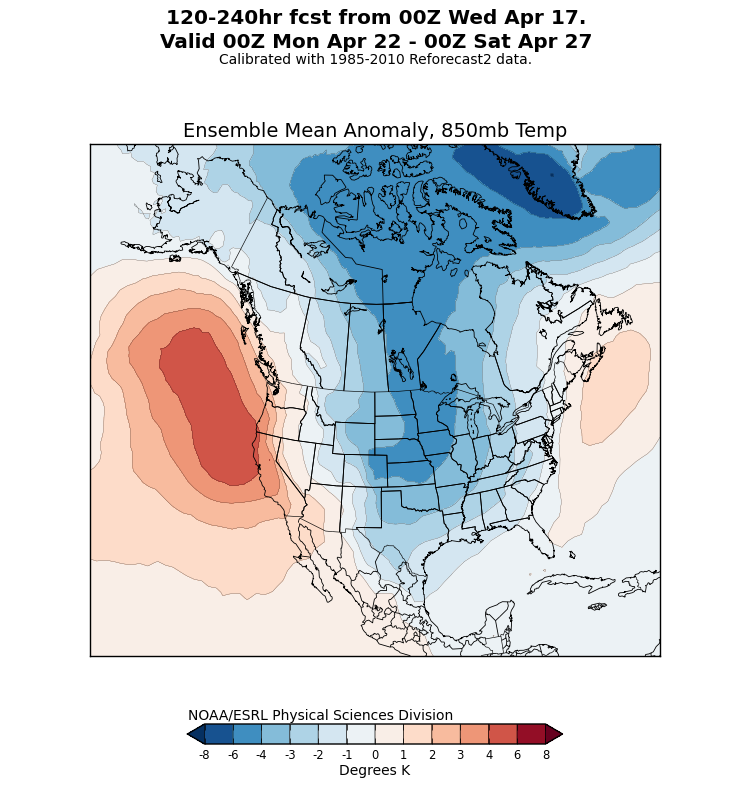 120-240hr fcst from 00Z Wed Apr 17.
Valid 00Z Mon Apr 22 - 00Z Sat Apr 27
Calibrated with 1985-2010 Reforecast2 data.
Ensemble Mean Anomaly, 850mb Temp
NOAA/ESRL Physical Sciences Division
-8 -6 -4 -3 -2 -1 0 1 2 3 4 6 8
Degrees K